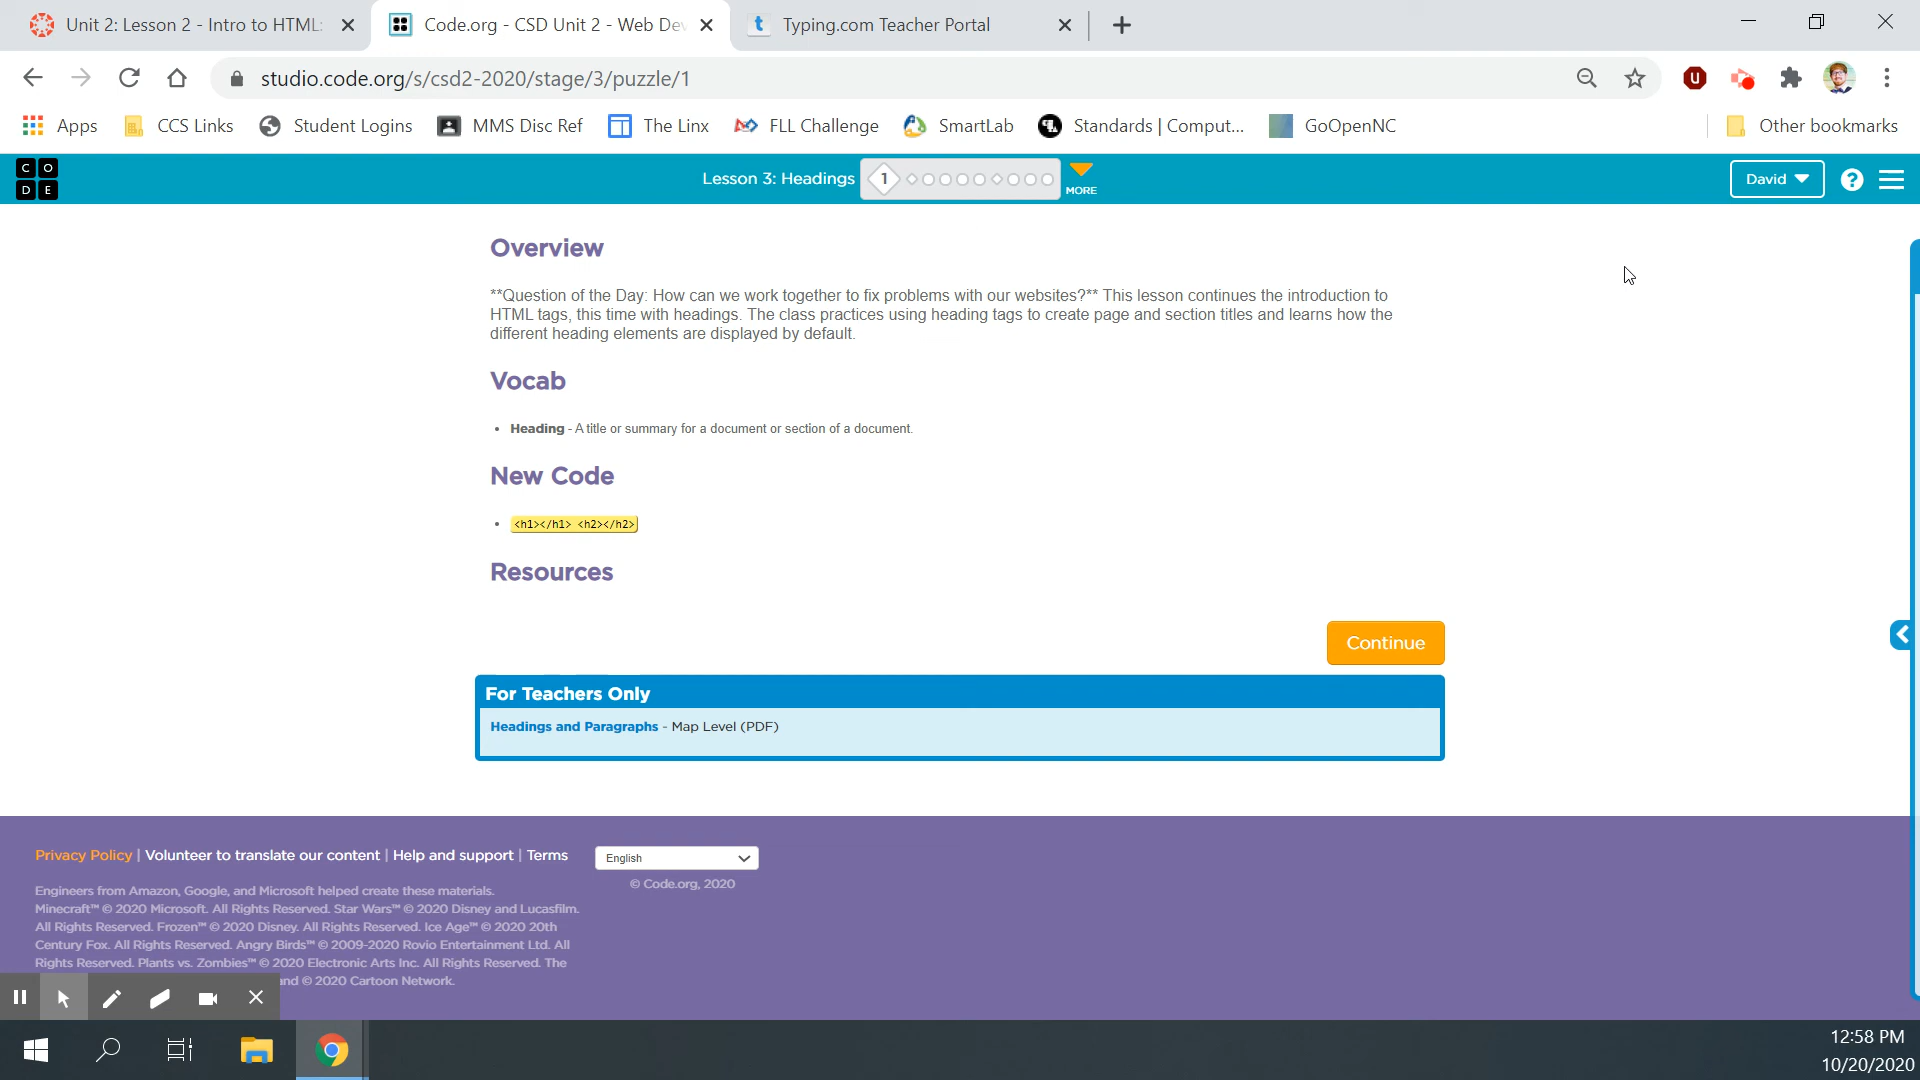 Unit 2: Lesson 2 - Intro to HTML:
Code.org - CSD Unit 2 - Web De
Typing.com Teacher Portal
studio.code.org/s/csd2-2020/stage/3/puzzle/1
Apps
CCS Links
Student Logins
MMS Disc Ref
The Linx
FLL Challenge
SmartLab
Standards | Comput...
GoOpenNC
Other bookmarks
C O
D E
Lesson 3: Headings
1
MORE
David
?
Overview
**Question of the Day: How can we work together to fix problems with our websites?** This lesson continues the introduction to
HTML tags, this time with headings. The class practices using heading tags to create page and section titles and learns how the
different heading elements are displayed by default.
Vocab
• Heading - A title or summary for a document or section of a document.
New Code
• <h1></h1> <h2></h2>
Resources
Continue
For Teachers Only
Headings and Paragraphs - Map Level (PDF)
Privacy Policy | Volunteer to translate our content | Help and support | Terms
English
© Code.org, 2020
Engineers from Amazon, Google, and Microsoft helped create these materials.
Minecraft™ © 2020 Microsoft. All Rights Reserved. Star Wars™ © 2020 Disney and Lucasfilm.
All Rights Reserved. Frozen™ © 2020 Disney. All Rights Reserved. Ice Age™ © 2020 20th
Century Fox. All Rights Reserved. Angry Birds™ © 2009-2020 Rovio Entertainment Ltd. All
Rights Reserved. Plants vs. Zombies™ © 2020 Electronic Arts Inc. All Rights Reserved. The
and © 2020 Cartoon Network.
12:58 PM
10/20/2020